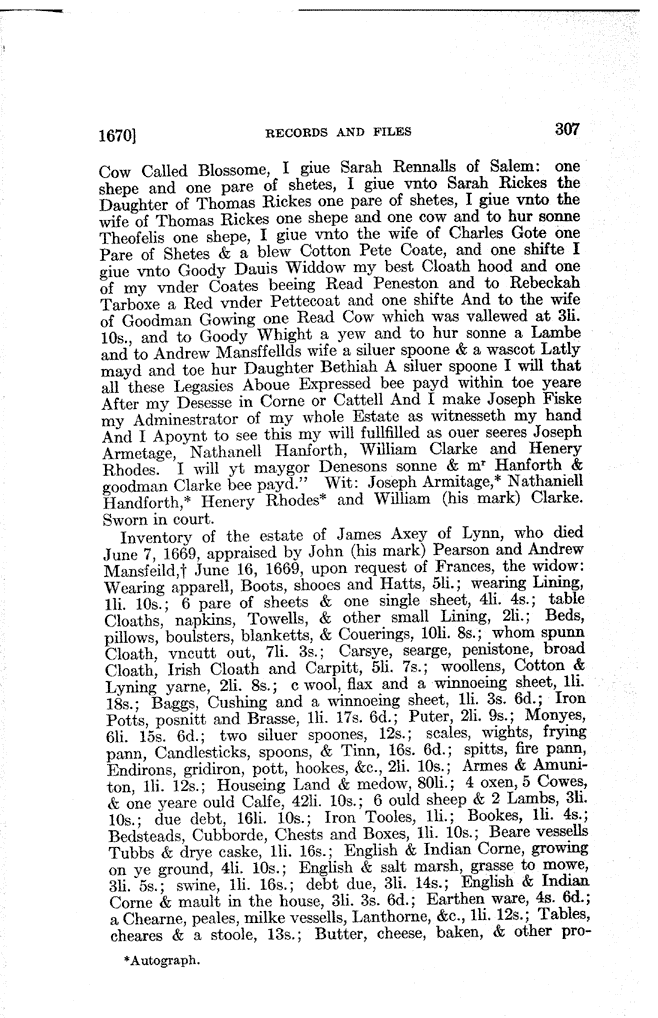 1670] RECORDS AND FILES 307
Cow Called Blossome, I giue Sarah Rennalls of Salem: one
shepe and one pare of shetes, I giue vnto Sarah Rickes the
Daughter of Thomas Rickes one pare of shetes, I giue vnto the
wife of Thomas Rickes one shepe and one cow and to hur sonne
Theofelis one shepe, I giue vnto the wife of Charles Gote one
Pare of Shetes & a blew Cotton Pete Coate, and one shifte I
giue vnto Goody Dauis Widdow my best Cloath hood and one
of my vnder Coates beeing Read Peneston and to Rebeckah
Tarboxe a Red vnder Pettecoat and one shifte And to the wife
of Goodman Gowing one Read Cow which was vallewed at 3li.
10s., and to Goody Whight a yew and to hur sonne a Lambe
and to Andrew Mansffellds wife a siluer spoone & a wascot Latly
mayd and toe hur Daughter Bethiah A siluer spoone I will that
all these Legasies Aboue Expressed bee payd within toe yeare
After my Desesse in Corne or Cattell And I make Joseph Fiske
my Adminestrator of my whole Estate as witnesseth my hand
And I Apoynt to see this my will fullfilled as ouer seeres Joseph
Armetage, Nathanell Hanforth, William Clarke and Henery
Rhodes. I will yt maygor Denesons sonne & mʳ Hanforth &
goodman Clarke bee payd." Wit: Joseph Armitage,* Nathaniell
Handforth,* Henery Rhodes* and William (his mark) Clarke.
Sworn in court.
Inventory of the estate of James Axey of Lynn, who died
June 7, 1669, appraised by John (his mark) Pearson and Andrew
Mansfeild,† June 16, 1669, upon request of Frances, the widow:
Wearing apparell, Boots, shooes and Hatts, 5li.; wearing Lining,
1li. 10s.; 6 pare of sheets & one single sheet, 4li. 4s.; table
Cloaths, napkins, Towells, & other small Lining, 2li.; Beds,
pillows, boulsters, blanketts, & Couerings, 10li. 8s.; whom spunn
Cloath, vncutt out, 7li. 3s.; Carsye, searge, penistone, broad
Cloath, Irish Cloath and Carpitt, 5li. 7s.; woollens, Cotton &
Lyning yarne, 2li. 8s.; c wool, flax and a winnoeing sheet, 1li.
18s.; Baggs, Cushing and a winnoeing sheet, 1li. 3s. 6d.; Iron
Potts, posnitt and Brasse, 1li. 17s. 6d.; Puter, 2li. 9s.; Monyes,
6li. 15s. 6d.; two siluer spoones, 12s.; scales, wights, frying
pann, Candlesticks, spoons, & Tinn, 16s. 6d.; spitts, fire pann,
Endirons, gridiron, pott, hookes, &c., 2li. 10s.; Armes & Amuni-
ton, 1li. 12s.; Houseing Land & medow, 80li.; 4 oxen, 5 Cowes,
& one yeare ould Calfe, 42li. 10s.; 6 ould sheep & 2 Lambs, 3li.
10s.; due debt, 16li. 10s.; Iron Tooles, 1li.; Bookes, 1li. 4s.;
Bedsteads, Cubborde, Chests and Boxes, 1li. 10s.; Beare vessells
Tubbs & drye caske, 1li. 16s.; English & Indian Corne, growing
on ye ground, 4li. 10s.; English & salt marsh, grasse to mowe,
3li. 5s.; swine, 1li. 16s.; debt due, 3li. 14s.; English & Indian
Corne & mault in the house, 3li. 3s. 6d.; Earthen ware, 4s. 6d.;
a Chearne, peales, milke vessells, Lanthorne, &c., 1li. 12s.; Tables,
cheares & a stoole, 13s.; Butter, cheese, baken, & other pro-
*Autograph.